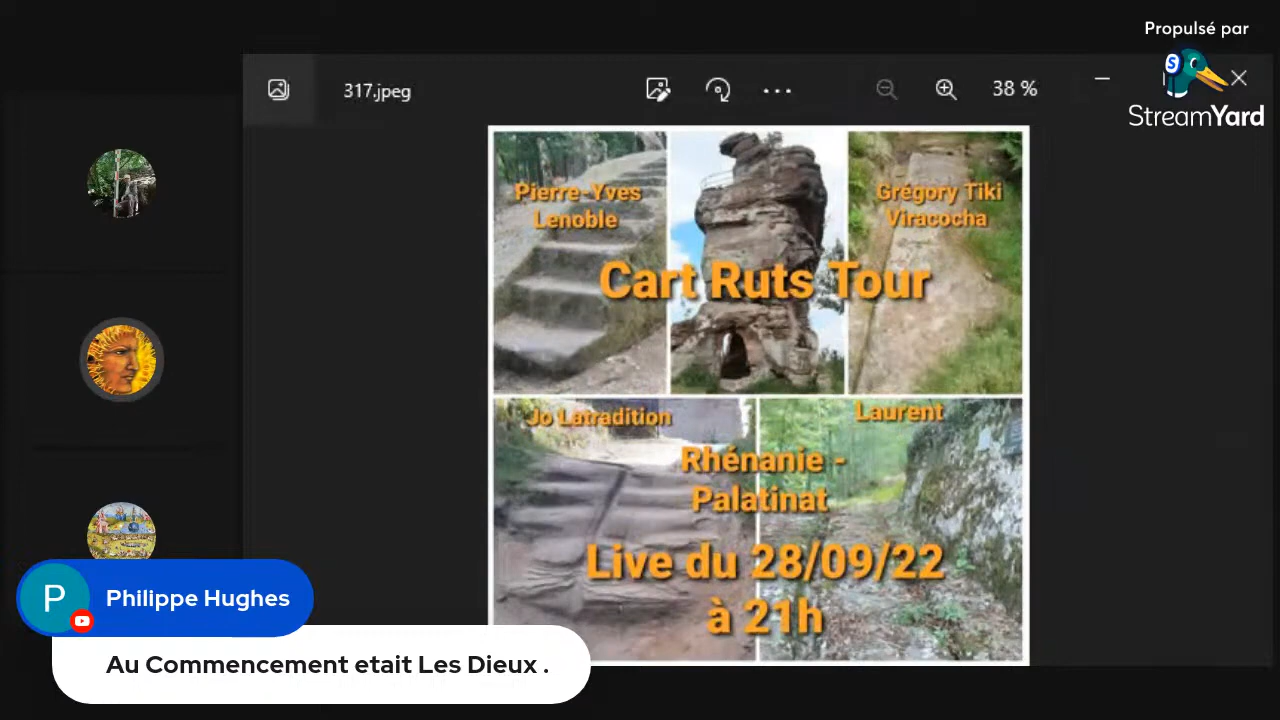 Propulsé par
StreamYard
317.jpeg
38 %
Pierre-Yves
Lenoble
Grégory Tiki
Viracocha
Cart Ruts Tour
Jo Latradition
Laurent
Rhénanie -
Palatinat
Live du 28/09/22
à 21h
P
Philippe Hughes
Au Commencement etait Les Dieux .